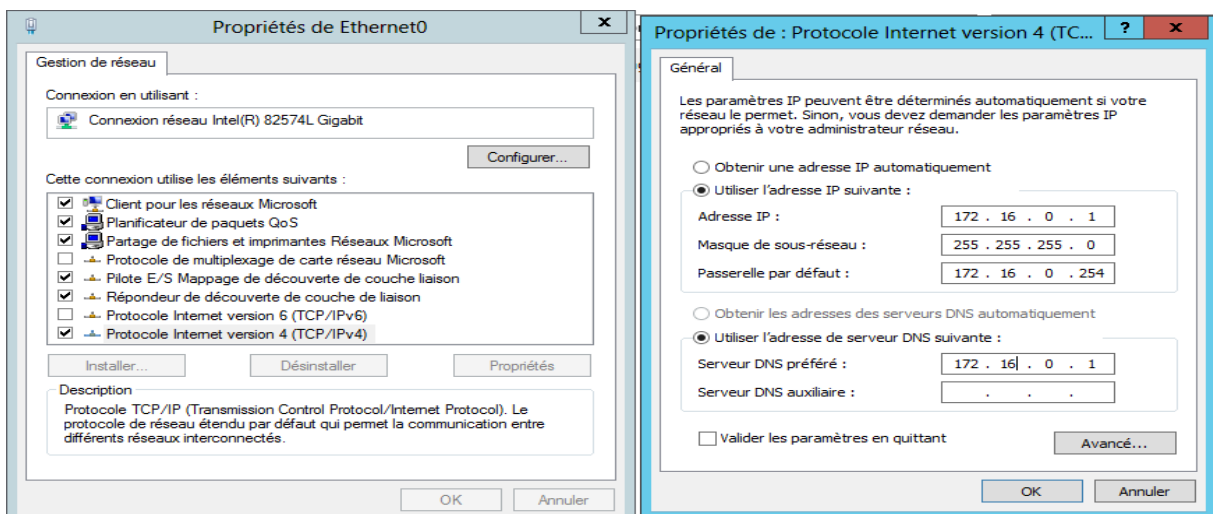 Propriétés de Ethernet0
x
Gestion de réseau
Connexion en utilisant :
Connexion réseau Intel(R) 82574L Gigabit
Configurer...
Cette connexion utilise les éléments suivants :
Client pour les réseaux Microsoft
Planificateur de paquets QoS
Partage de fichiers et imprimantes Réseaux Microsoft
Protocole de multiplexage de carte réseau Microsoft
Pilote E/S Mappage de découverte de couche liaison
Répondeur de découverte de couche de liaison
Protocole Internet version 6 (TCP/IPv6)
Protocole Internet version 4 (TCP/IPv4)
Installer... Désinstaller Propriétés
Description
Protocole TCP/IP (Transmission Control Protocol/Internet Protocol). Le
protocole de réseau étendu par défaut qui permet la communication entre
différents réseaux interconnectés.
OK Annuler
Propriétés de : Protocole Internet version 4 (TC... ? x
Général
Les paramètres IP peuvent être déterminés automatiquement si votre
réseau le permet. Sinon, vous devez demander les paramètres IP
appropriés à votre administrateur réseau.
Obtenir une adresse IP automatiquement
Utiliser l'adresse IP suivante :
Adresse IP : 172 . 16 . 0 . 1
Masque de sous-réseau : 255 . 255 . 255 . 0
Passerelle par défaut : 172 . 16 . 0 . 254
Obtenir les adresses des serveurs DNS automatiquement
Utiliser l'adresse de serveur DNS suivante :
Serveur DNS préféré : 172 . 16 . 0 . 1
Serveur DNS auxiliaire : . . .
Valider les paramètres en quittant
Avancé...
OK Annuler